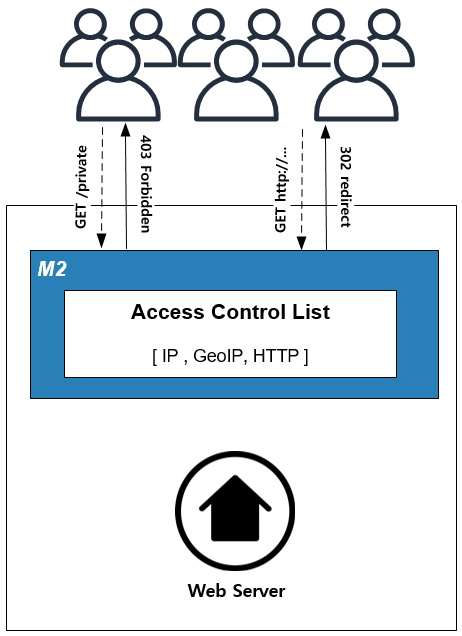 GET /private
403 Forbidden
GET http://...
302 redirect
M2
Access Control List
[ IP , GeoIP, HTTP ]
Web Server